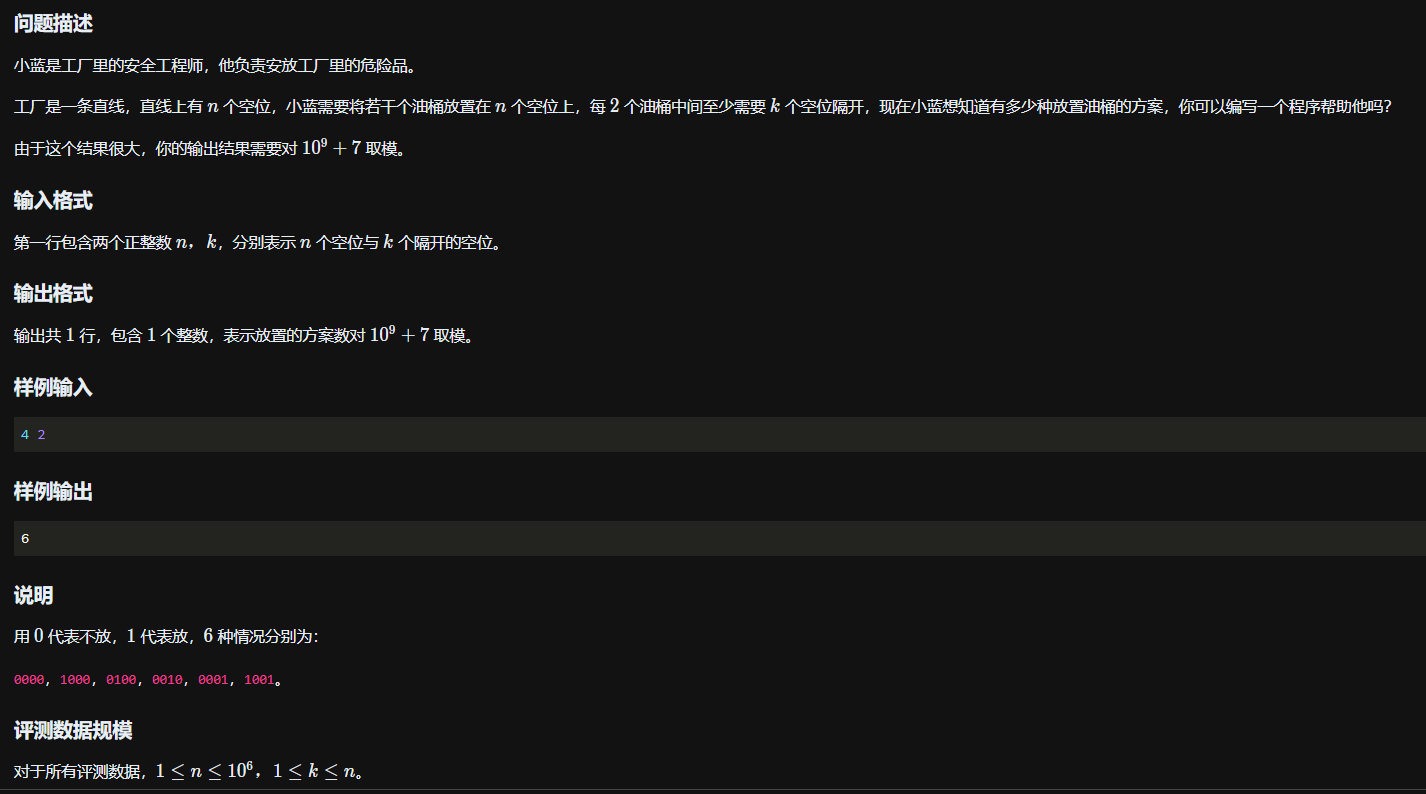 问题描述
小蓝是工厂里的安全工程师，他负责安放工厂里的危险品。
工厂是一条直线，直线上有 n 个空位，小蓝需要将若干个油桶放置在 n 个空位上，每 2 个油桶中间至少需要 k 个空位隔开，现在小蓝想知道有多少种放置油桶的方案，你可以编写一个程序帮助他吗？
由于这个结果很大，你的输出结果需要对 10^9 + 7 取模。
输入格式
第一行包含两个正整数 n，k，分别表示 n 个空位与 k 个隔开的空位。
输出格式
输出共 1 行，包含 1 个整数，表示放置的方案数对 10^9 + 7 取模。
样例输入
4 2
样例输出
6
说明
用 0 代表不放，1 代表放，6 种情况分别为：
0000, 1000, 0100, 0010, 0001, 1001。
评测数据规模
对于所有评测数据，1 ≤ n ≤ 10^6，1 ≤ k ≤ n。